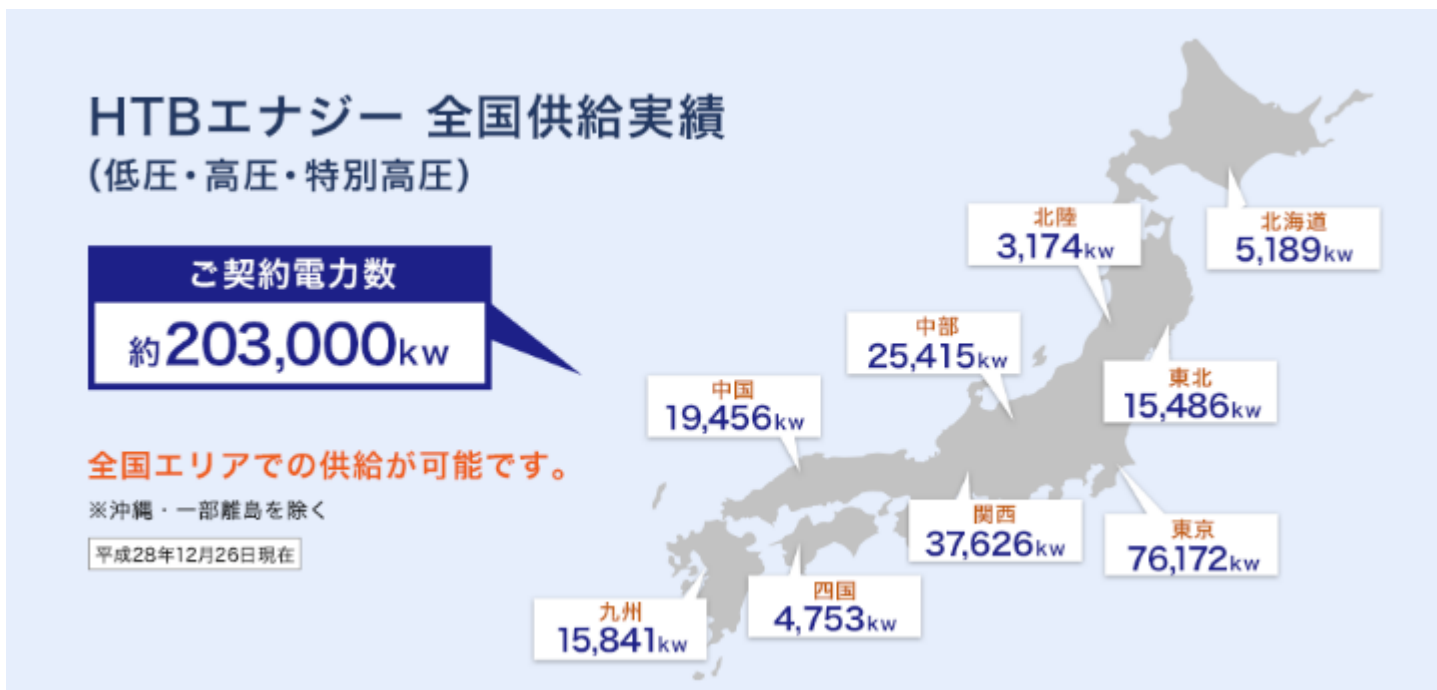 HTBエナジー 全国供給実績
(低圧・高圧・特別高圧)
ご契約電力数
約203,000kw
全国エリアでの供給が可能です。
※沖縄・一部離島を除く
平成28年12月26日現在
北海道
5,189kw
北陸
3,174kw
東北
15,486kw
中部
25,415kw
中国
19,456kw
関西
37,626kw
東京
76,172kw
四国
4,753kw
九州
15,841kw